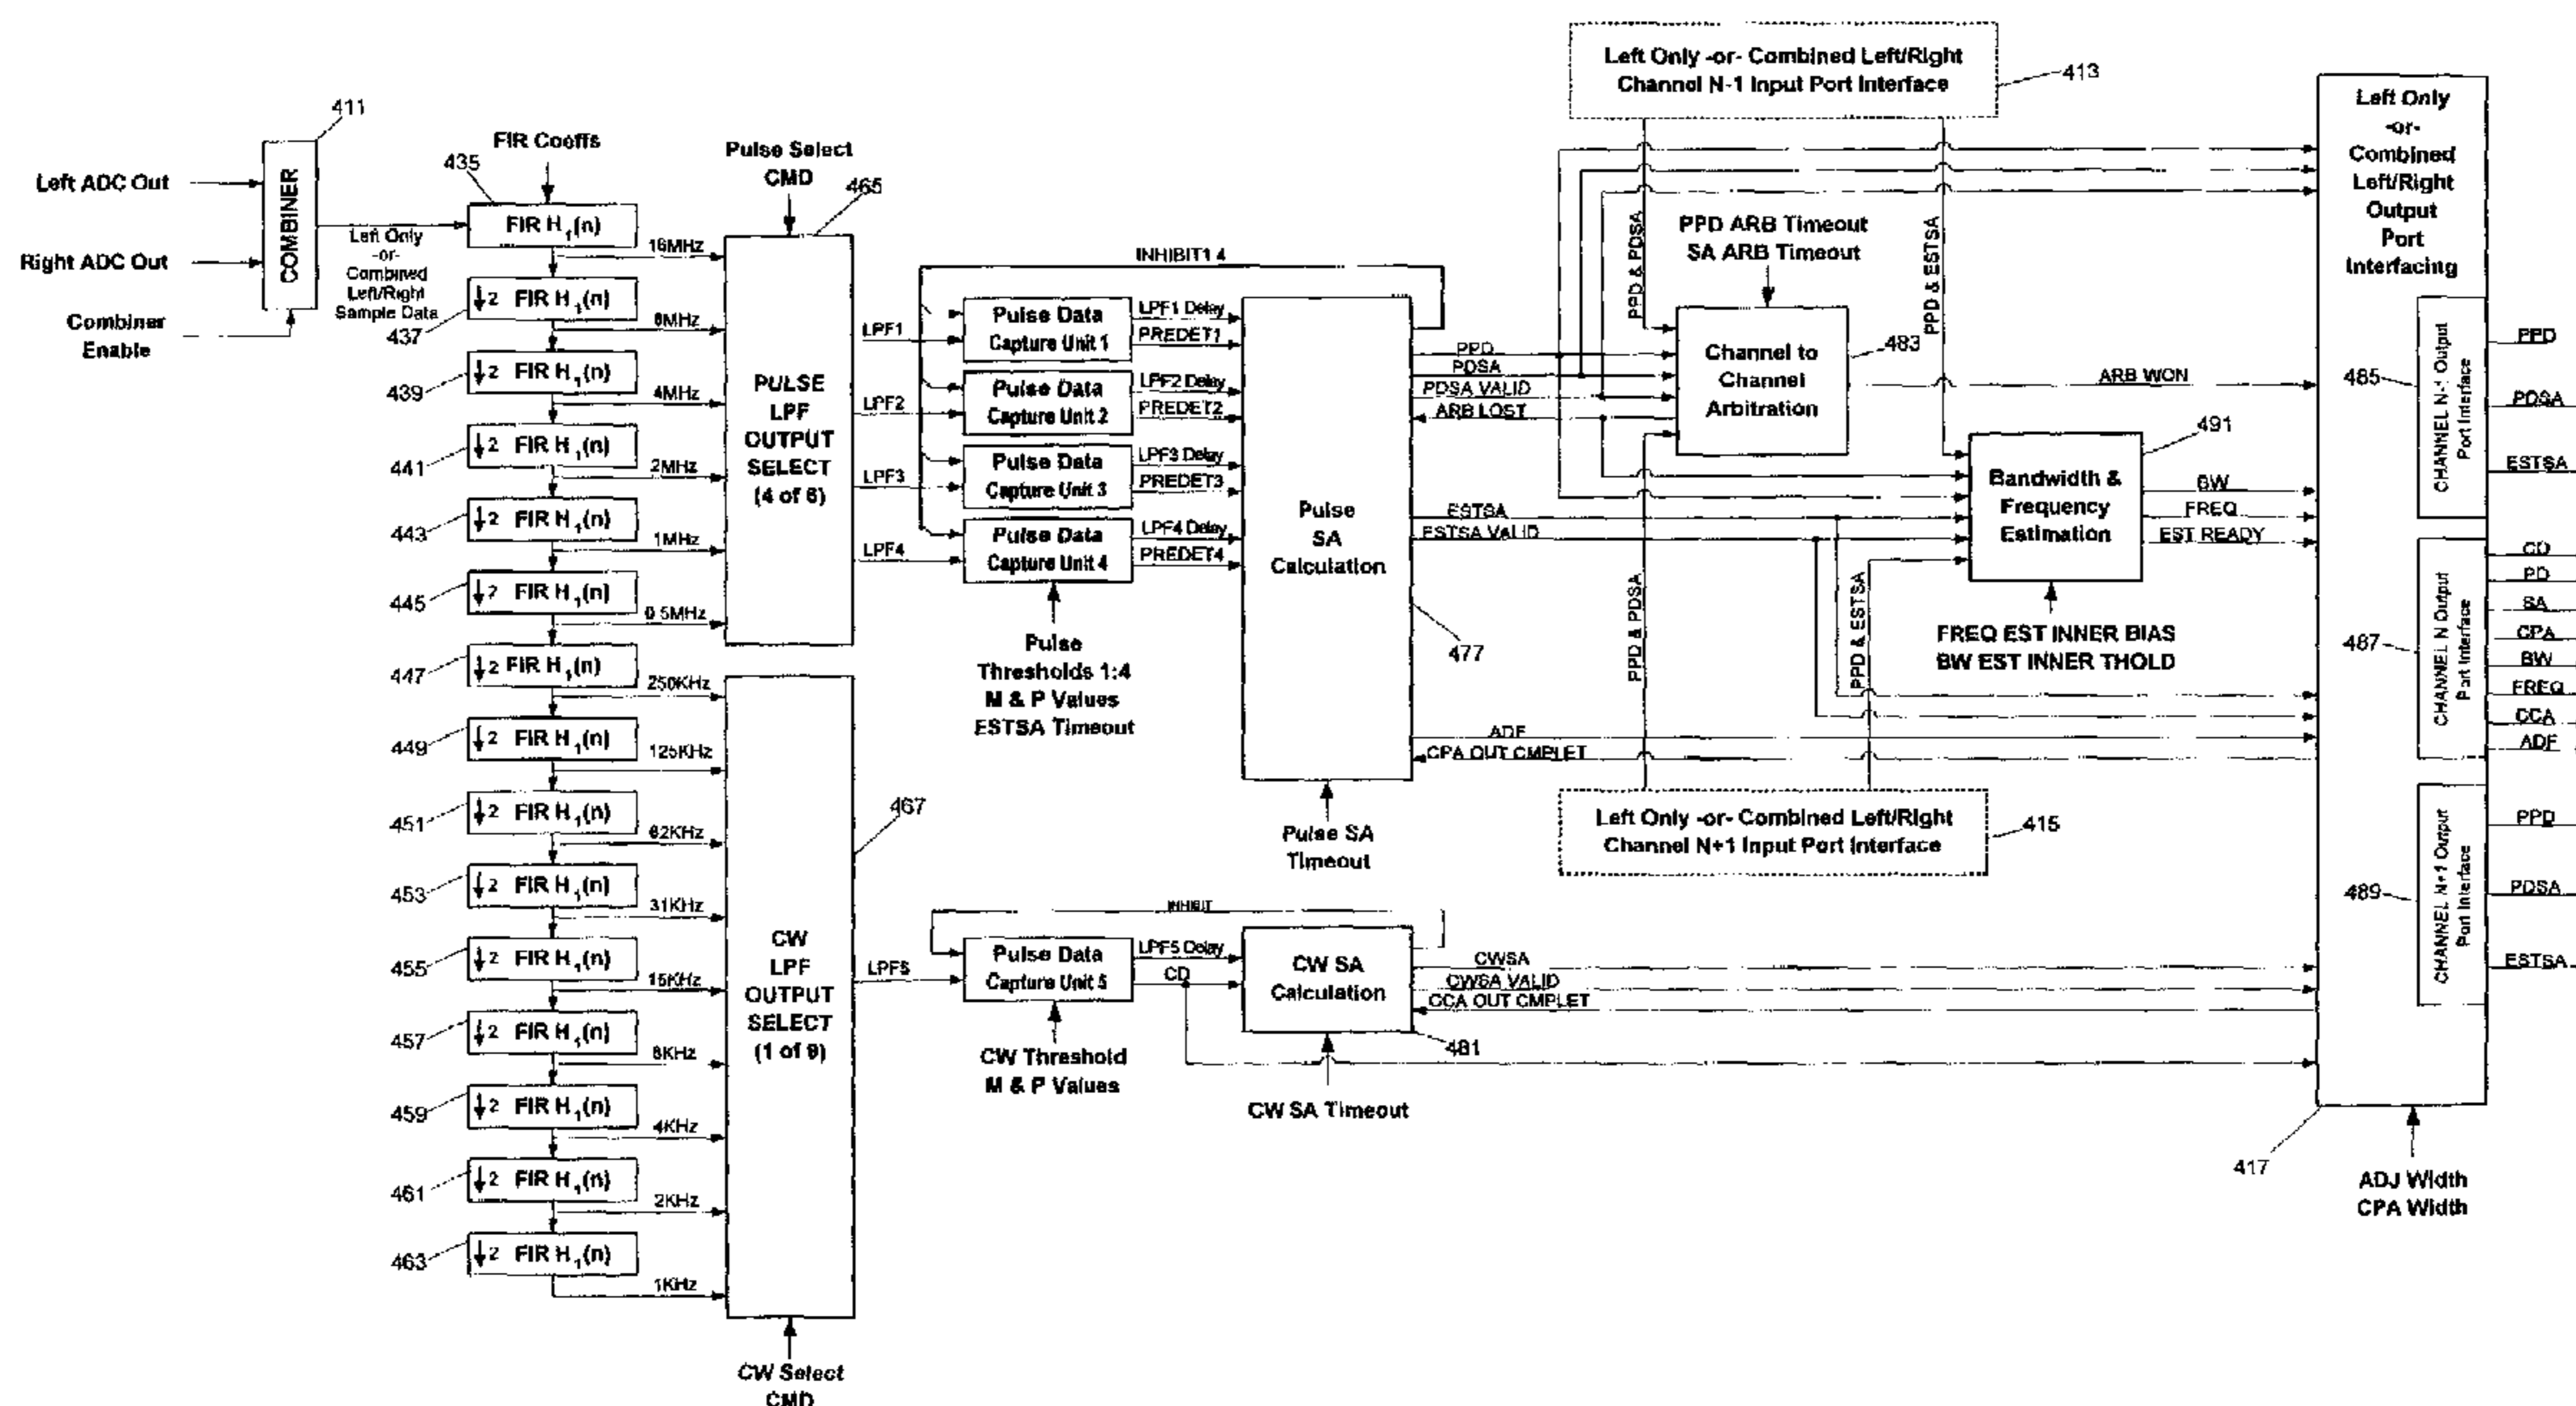 411
Left ADC Out
Right ADC Out
Combiner
Enable
COMBINER
Left Only
-or-
Combined
Left/Right
Sample Data
FIR Coeffs
435
FIR H1(n)
16MHz
437
↓2 FIR H1(n)
8MHz
439
↓2 FIR H1(n)
4MHz
441
↓2 FIR H1(n)
2MHz
443
↓2 FIR H1(n)
1MHz
445
↓2 FIR H1(n)
0.5MHz
447
↓2 FIR H1(n)
250KHz
449
↓2 FIR H1(n)
125KHz
451
↓2 FIR H1(n)
62KHz
453
↓2 FIR H1(n)
31KHz
455
↓2 FIR H1(n)
15KHz
457
↓2 FIR H1(n)
8KHz
459
↓2 FIR H1(n)
4KHz
461
↓2 FIR H1(n)
2KHz
463
↓2 FIR H1(n)
1KHz
Pulse Select
CMD
465
PULSE
LPF
OUTPUT
SELECT
(4 of 6)
467
CW
LPF
OUTPUT
SELECT
(1 of 9)
CW Select
CMD
LPF1
LPF2
LPF3
LPF4
LPF5
INHIBIT1:4
Pulse Data
Capture Unit 1
LPF1 Delay
PREDET1
Pulse Data
Capture Unit 2
LPF2 Delay
PREDET2
Pulse Data
Capture Unit 3
LPF3 Delay
PREDET3
Pulse Data
Capture Unit 4
LPF4 Delay
PREDET4
Pulse
Thresholds 1:4
M & P Values
ESTSA Timeout
Pulse
SA
Calculation
477
Pulse SA
Timeout
INHIBIT
Pulse Data
Capture Unit 5
LPF5 Delay
CD
CW Threshold
M & P Values
CW SA
Calculation
481
CW SA Timeout
PPD
PDSA
PDSA VALID
ARB LOST
ESTSA
ESTSA VALID
ADF
CPA OUT CMPLET
CWSA
CWSA VALID
CCA OUT CMPLET
Left Only -or- Combined Left/Right
Channel N-1 Input Port Interface
413
PPD & PDSA
PPD & ESTSA
PPD ARB Timeout
SA ARB Timeout
Channel to
Channel
Arbitration
483
ARB WON
491
Bandwidth &
Frequency
Estimation
BW
FREQ
EST READY
FREQ EST INNER BIAS
BW EST INNER THOLD
PPD & PDSA
PPD & ESTSA
Left Only -or- Combined Left/Right
Channel N+1 Input Port Interface
415
Left Only
-or-
Combined
Left/Right
Output
Port
Interfacing
485
CHANNEL N-1 Output
Port Interface
PPD
PDSA
ESTSA
487
CHANNEL N Output
Port Interface
CD
PD
SA
CPA
BW
FREQ
CCA
ADF
489
CHANNEL N+1 Output
Port Interface
PPD
PDSA
ESTSA
417
ADJ Width
CPA Width